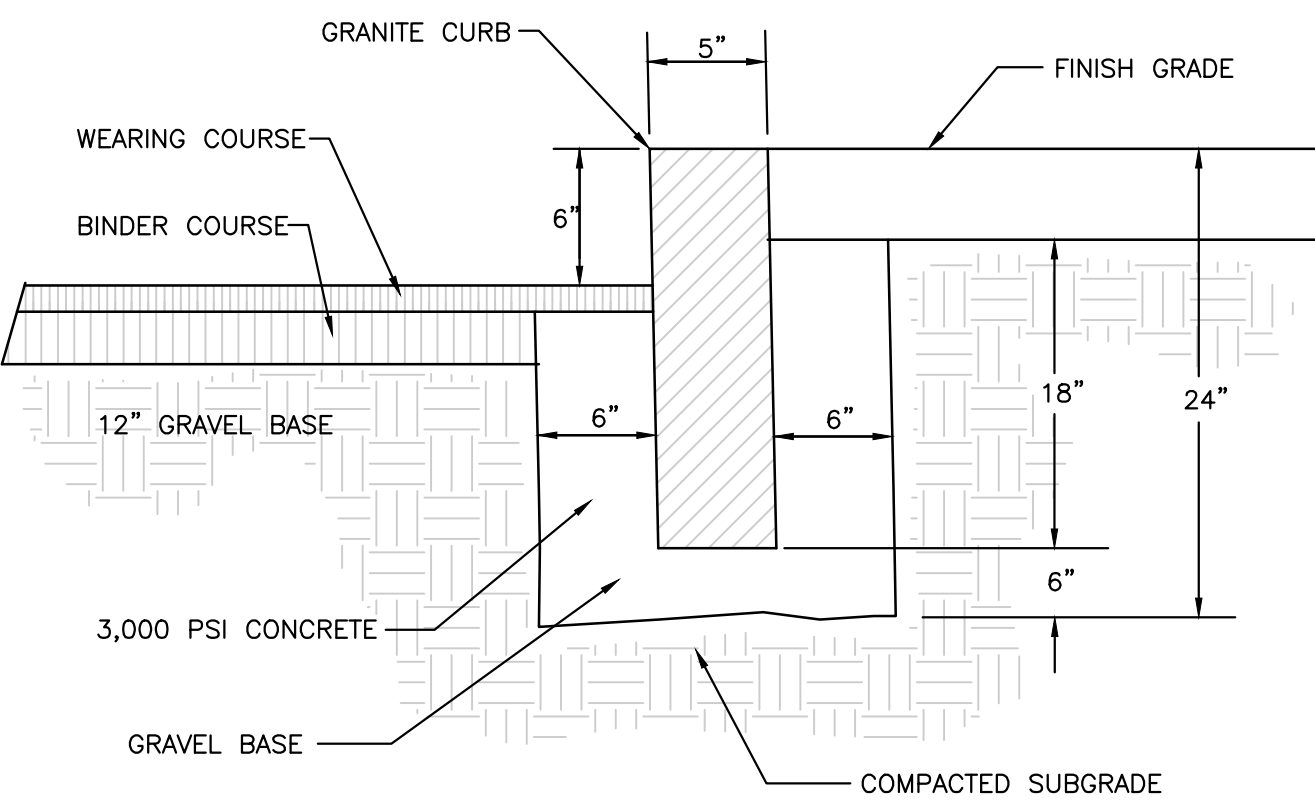 GRANITE CURB
5”
FINISH GRADE
WEARING COURSE
6”
BINDER COURSE
18”
24”
12” GRAVEL BASE
6”
6”
6”
3,000 PSI CONCRETE
GRAVEL BASE
COMPACTED SUBGRADE